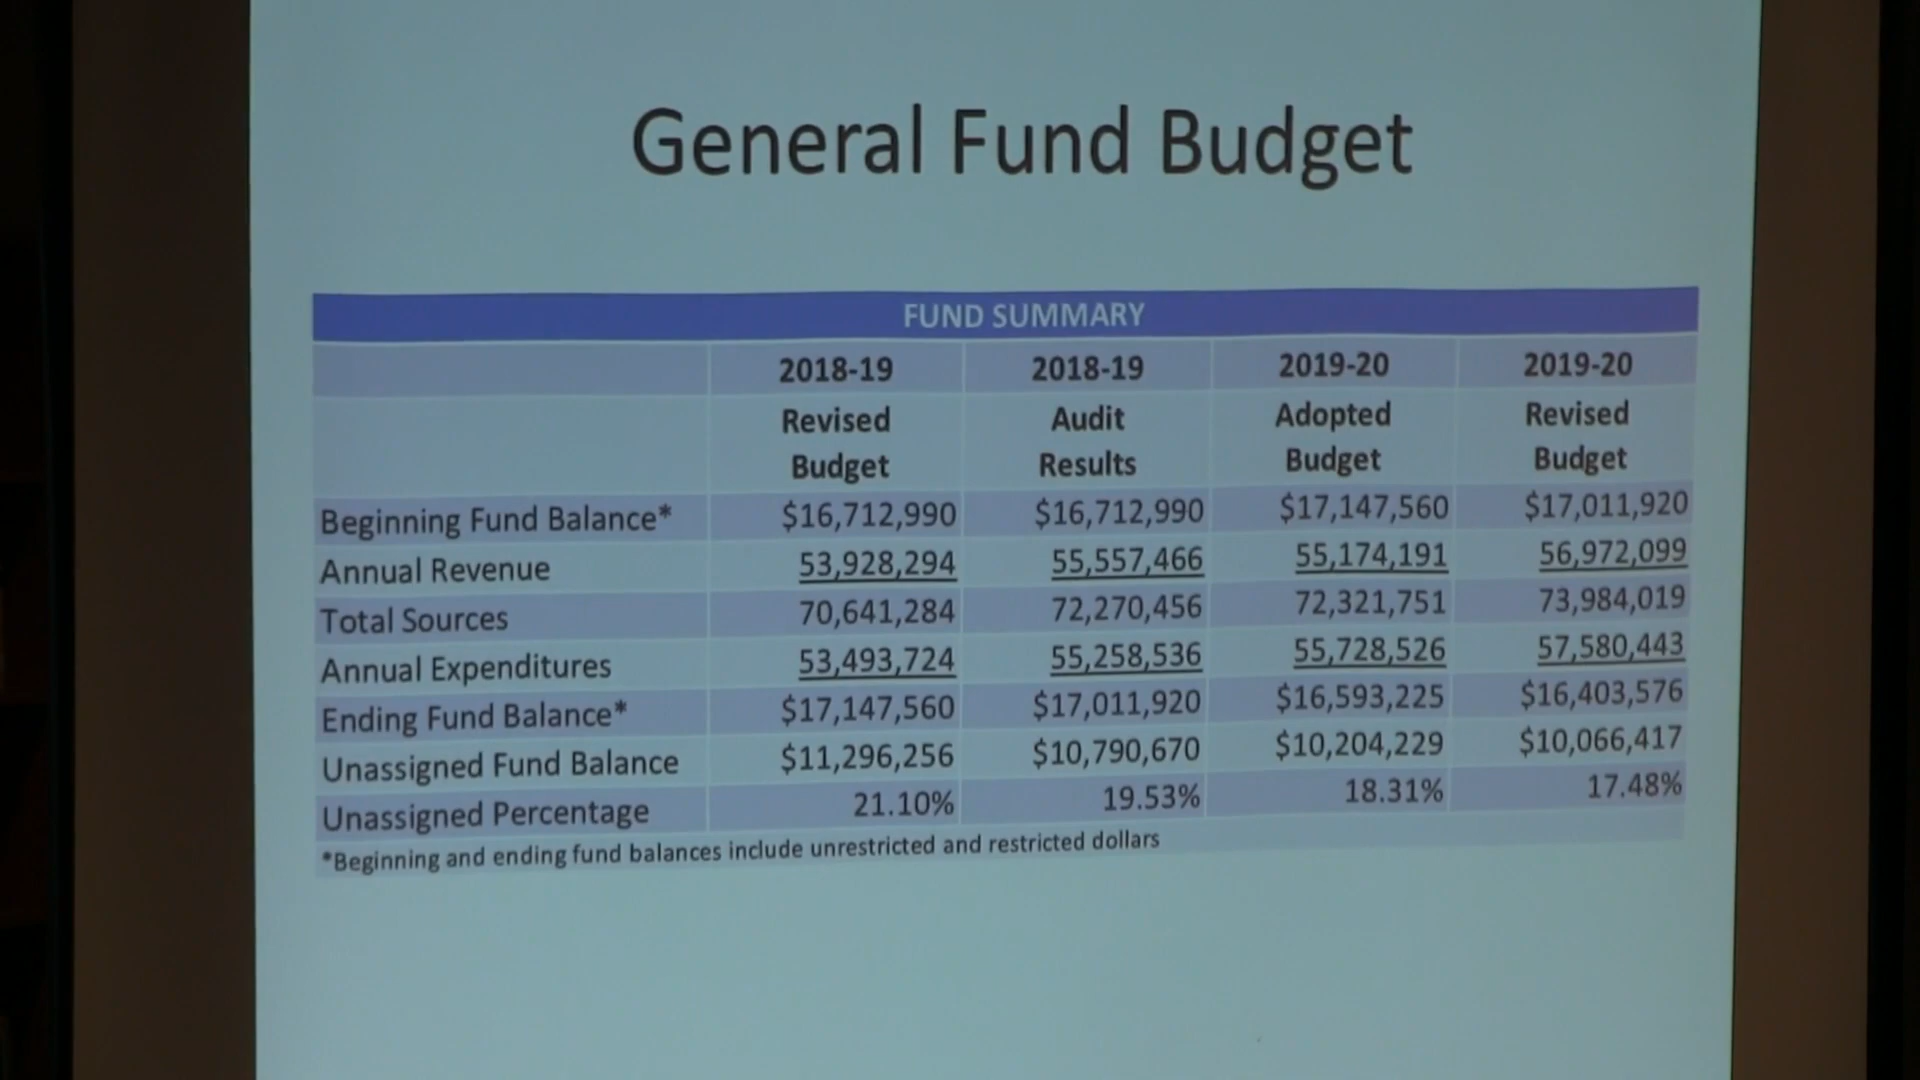 General Fund Budget
FUND SUMMARY
2018-19 2018-19 2019-20 2019-20
Revised Audit Adopted Revised
Budget Results Budget Budget
Beginning Fund Balance* $16,712,990 $16,712,990 $17,147,560 $17,011,920
Annual Revenue 53,928,294 55,557,466 55,174,191 56,972,099
Total Sources 70,641,284 72,270,456 72,321,751 73,984,019
Annual Expenditures 53,493,724 55,258,536 55,728,526 57,580,443
Ending Fund Balance* $17,147,560 $17,011,920 $16,593,225 $16,403,576
Unassigned Fund Balance $11,296,256 $10,790,670 $10,204,229 $10,066,417
Unassigned Percentage 21.10% 19.53% 18.31% 17.48%
*Beginning and ending fund balances include unrestricted and restricted dollars